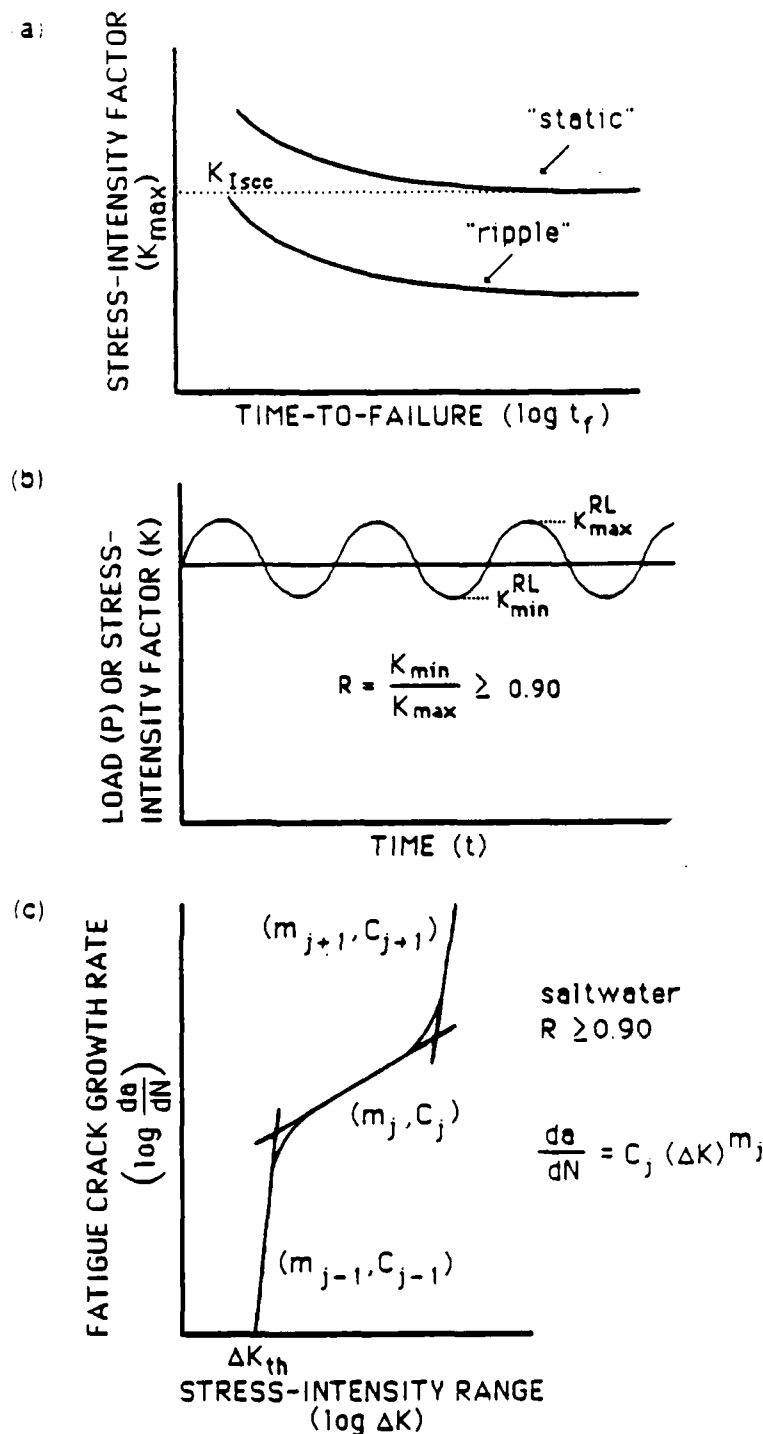 a)
STRESS-INTENSITY FACTOR
(K_max)
"static"
K_Iscc
"ripple"
TIME-TO-FAILURE (log t_f)
(b)
LOAD (P) OR STRESS-
INTENSITY FACTOR (K)
K^RL_max
K^RL_min
R = K_min / K_max ≥ 0.90
TIME (t)
(c)
FATIGUE CRACK GROWTH RATE
(log da/dN)
(m_j+1, C_j+1)
saltwater
R ≥0.90
(m_j, C_j)
da/dN = C_j (ΔK)^m_j
(m_j-1, C_j-1)
ΔK_th
STRESS-INTENSITY RANGE
(log ΔK)